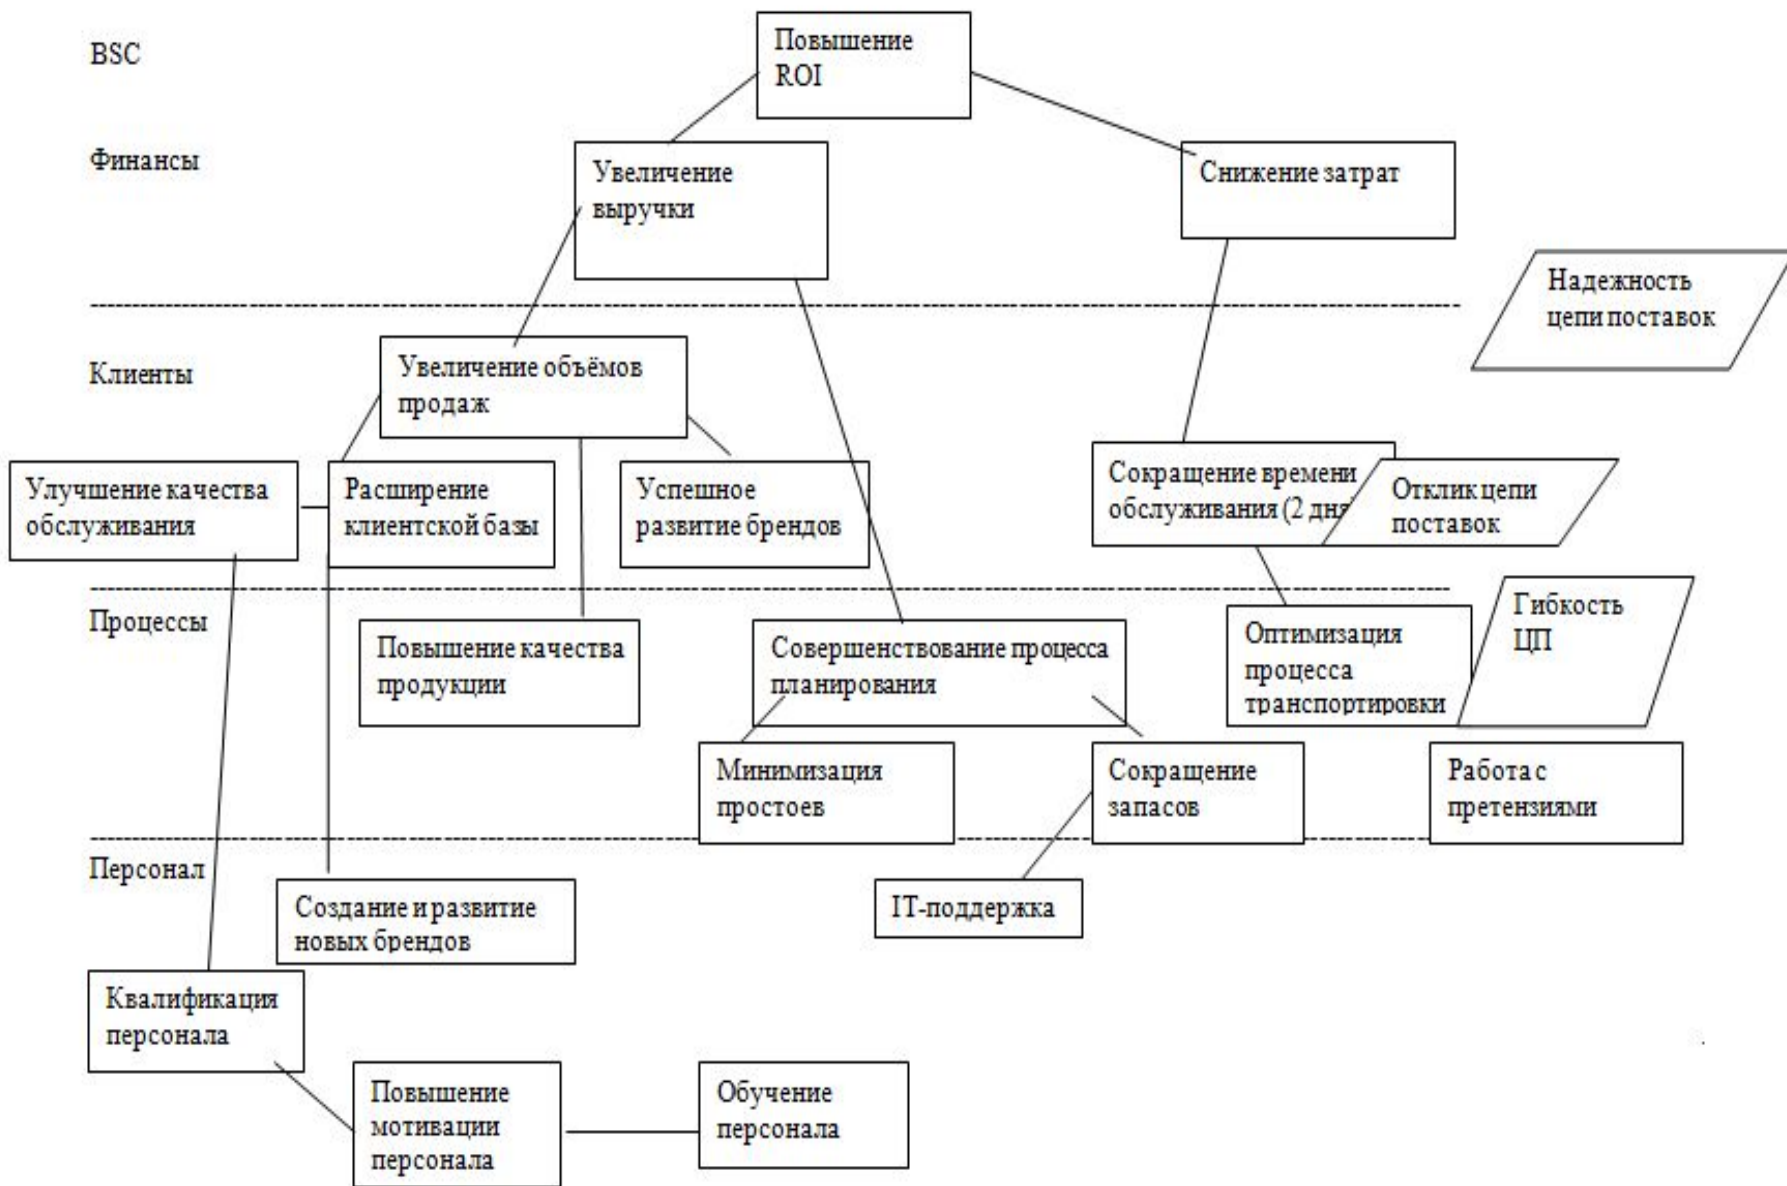 BSC
Повышение
ROI
Финансы
Увеличение
выручки
Снижение затрат
Надежность
цепи поставок
Клиенты
Увеличение объёмов
продаж
Улучшение качества
обслуживания
Расширение
клиентской базы
Успешное
развитие брендов
Сокращение времени
обслуживания (2 дня
Отклик цепи
поставок
Процессы
Повышение качества
продукции
Совершенствование процесса
планирования
Оптимизация
процесса
транспортировки
Гибкость
ЦП
Минимизация
простоев
Сокращение
запасов
Работа с
претензиями
Персонал
Создание и развитие
новых брендов
IT-поддержка
Квалификация
персонала
Повышение
мотивации
персонала
Обучение
персонала